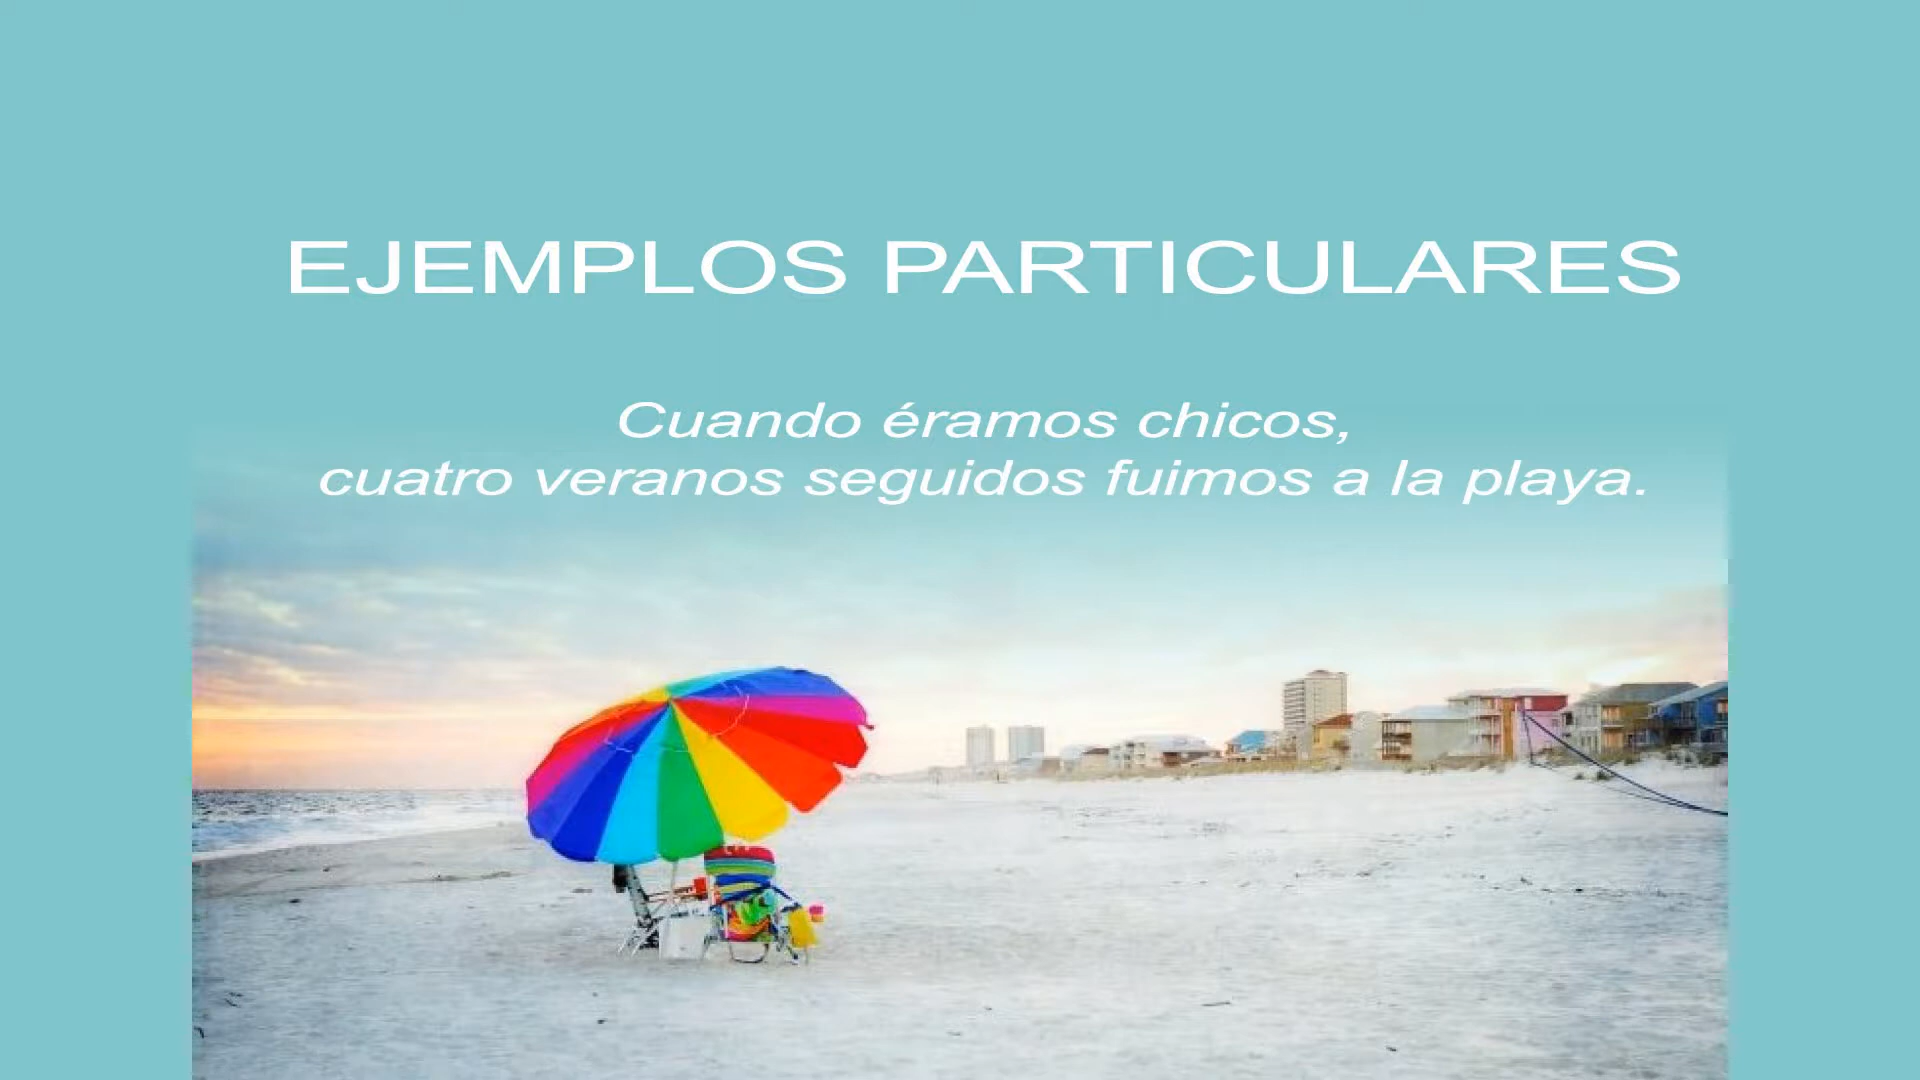 EJEMPLOS PARTICULARES
Cuando éramos chicos,
cuatro veranos seguidos fuimos a la playa.